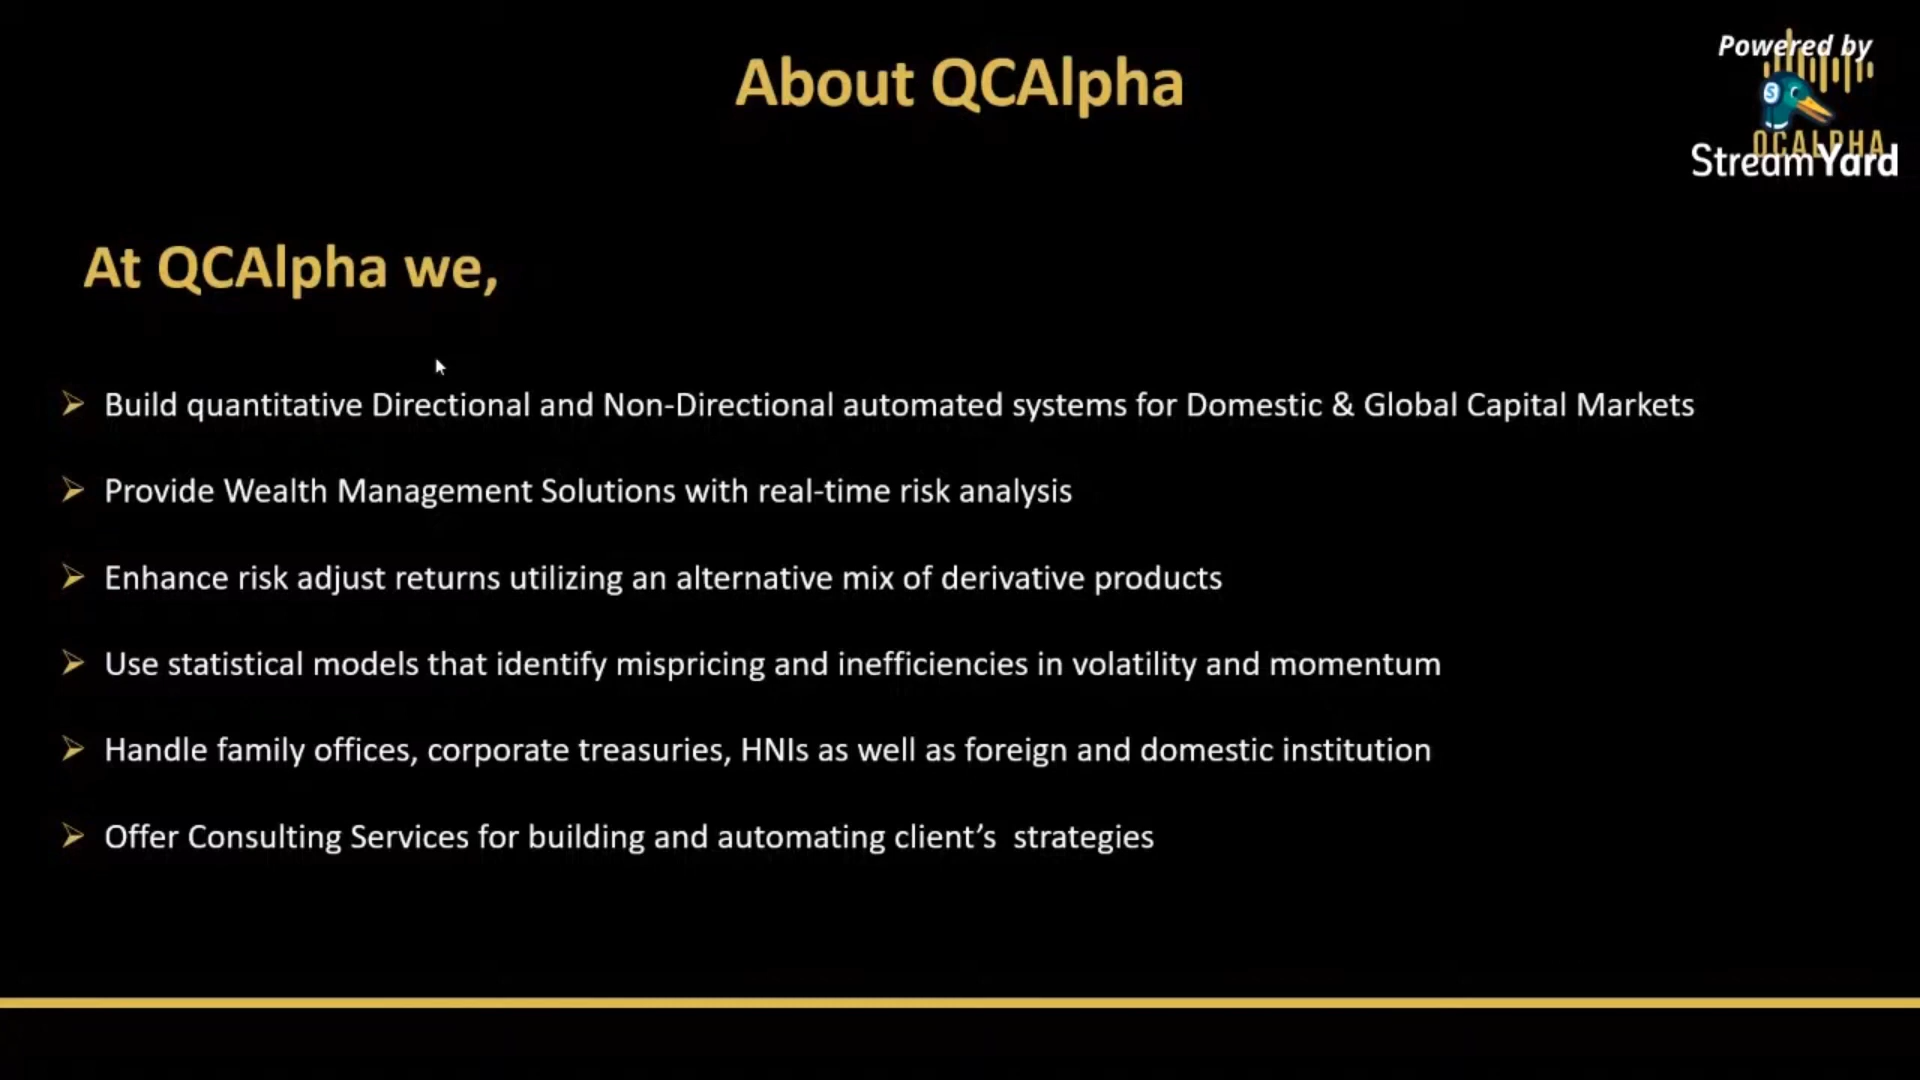 About QCAlpha
Powered by
QCALPHA
StreamYard
At QCAlpha we,
Build quantitative Directional and Non-Directional automated systems for Domestic & Global Capital Markets
Provide Wealth Management Solutions with real-time risk analysis
Enhance risk adjust returns utilizing an alternative mix of derivative products
Use statistical models that identify mispricing and inefficiencies in volatility and momentum
Handle family offices, corporate treasuries, HNIs as well as foreign and domestic institution
Offer Consulting Services for building and automating client’s  strategies